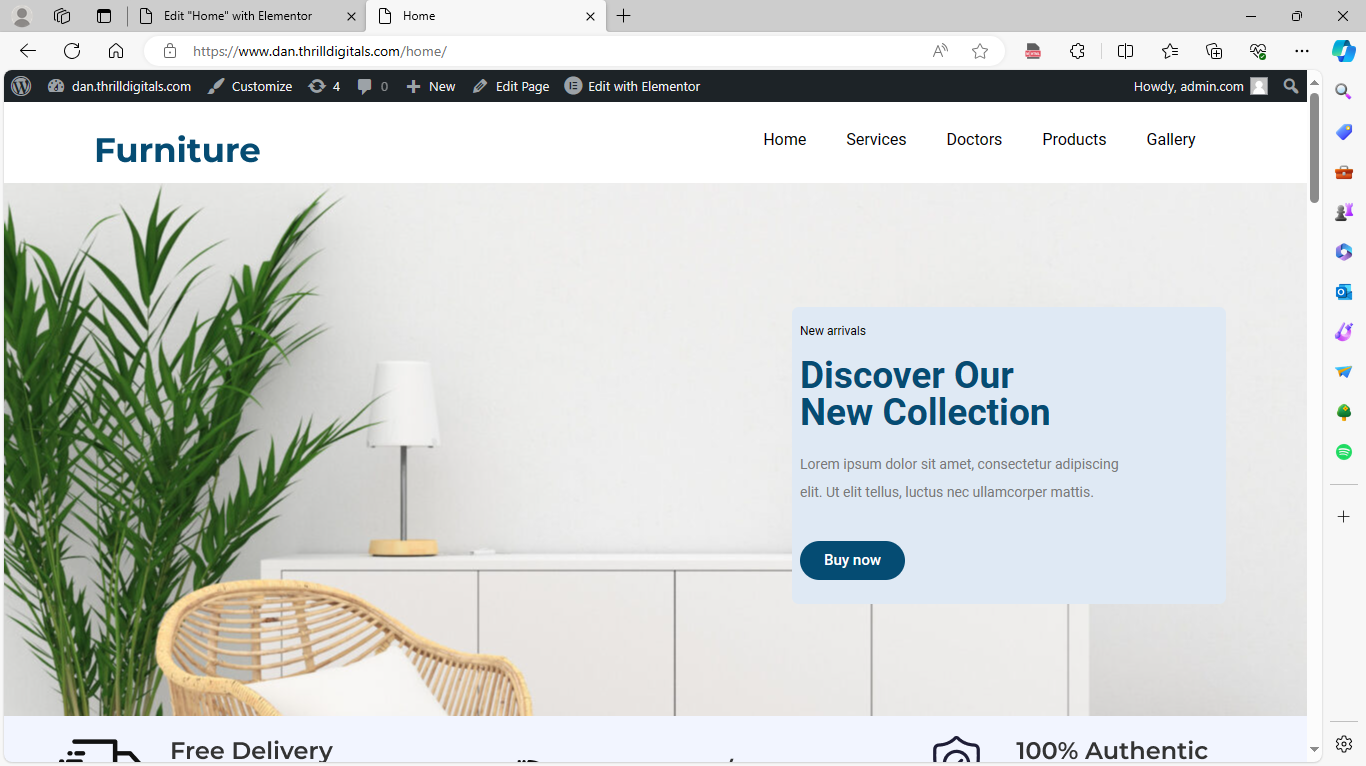 Edit "Home" with Elementor
Home
https://www.dan.thrilldigitals.com/home/
dan.thrilldigitals.com Customize 4 0 New Edit Page Edit with Elementor Howdy, admin.com
Furniture
Home Services Doctors Products Gallery
New arrivals
Discover Our
New Collection
Lorem ipsum dolor sit amet, consectetur adipiscing
elit. Ut elit tellus, luctus nec ullamcorper mattis.
Buy now
Free Delivery
100% Authentic